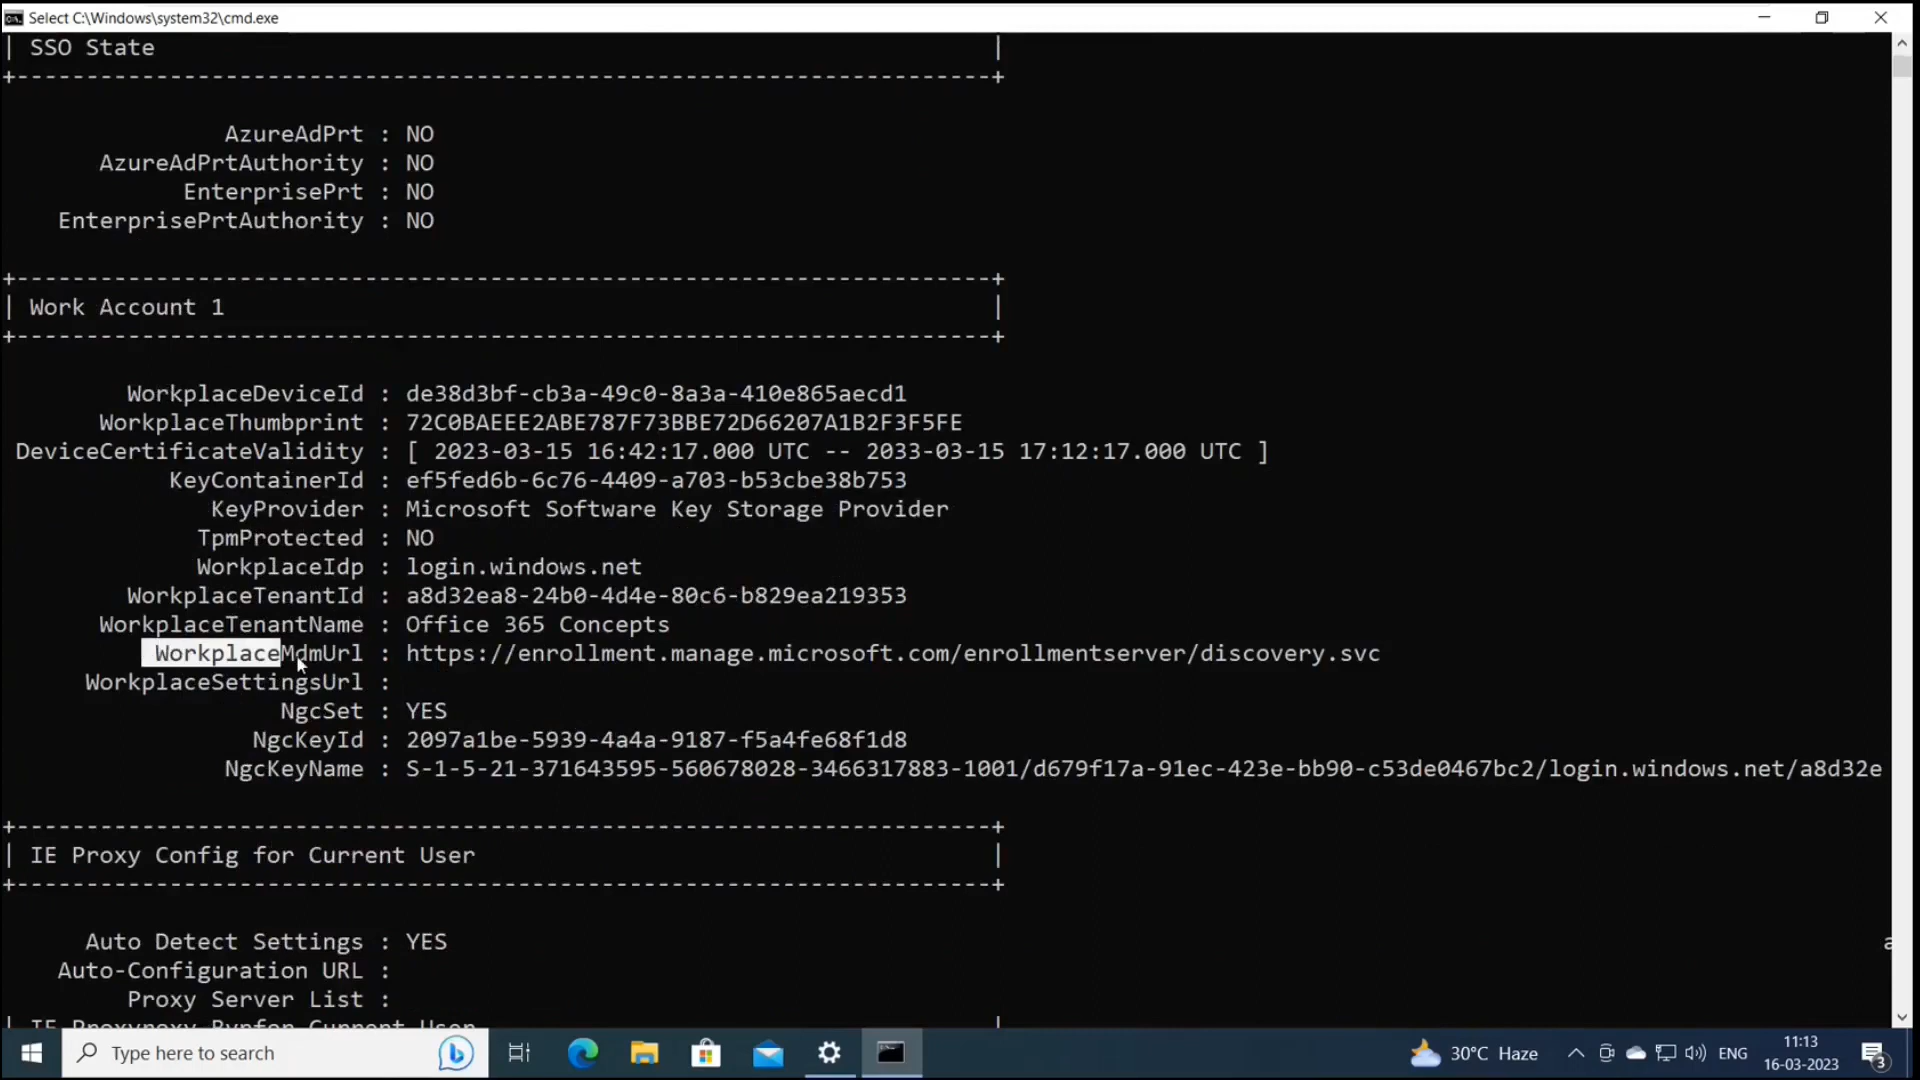 Select C:\Windows\system32\cmd.exe
| SSO State |
+----------------------------------------------------------------------+
AzureAdPrt : NO
AzureAdPrtAuthority : NO
EnterprisePrt : NO
EnterprisePrtAuthority : NO
+----------------------------------------------------------------------+
| Work Account 1 |
+----------------------------------------------------------------------+
WorkplaceDeviceId : de38d3bf-cb3a-49c0-8a3a-410e865aecd1
WorkplaceThumbprint : 72C0BAEEE2ABE787F73BBE72D66207A1B2F3F5FE
DeviceCertificateValidity : [ 2023-03-15 16:42:17.000 UTC -- 2033-03-15 17:12:17.000 UTC ]
KeyContainerId : ef5fed6b-6c76-4409-a703-b53cbe38b753
KeyProvider : Microsoft Software Key Storage Provider
TpmProtected : NO
WorkplaceIdp : login.windows.net
WorkplaceTenantId : a8d32ea8-24b0-4d4e-80c6-b829ea219353
WorkplaceTenantName : Office 365 Concepts
WorkplaceMdmUrl : https://enrollment.manage.microsoft.com/enrollmentserver/discovery.svc
WorkplaceSettingsUrl :
NgcSet : YES
NgcKeyId : 2097a1be-5939-4a4a-9187-f5a4fe68f1d8
NgcKeyName : S-1-5-21-371643595-560678028-3466317883-1001/d679f17a-91ec-423e-bb90-c53de0467bc2/login.windows.net/a8d32e
+----------------------------------------------------------------------+
| IE Proxy Config for Current User |
+----------------------------------------------------------------------+
Auto Detect Settings : YES
Auto-Configuration URL :
Proxy Server List :
Type here to search
30°C Haze
ENG
11:13
16-03-2023
3